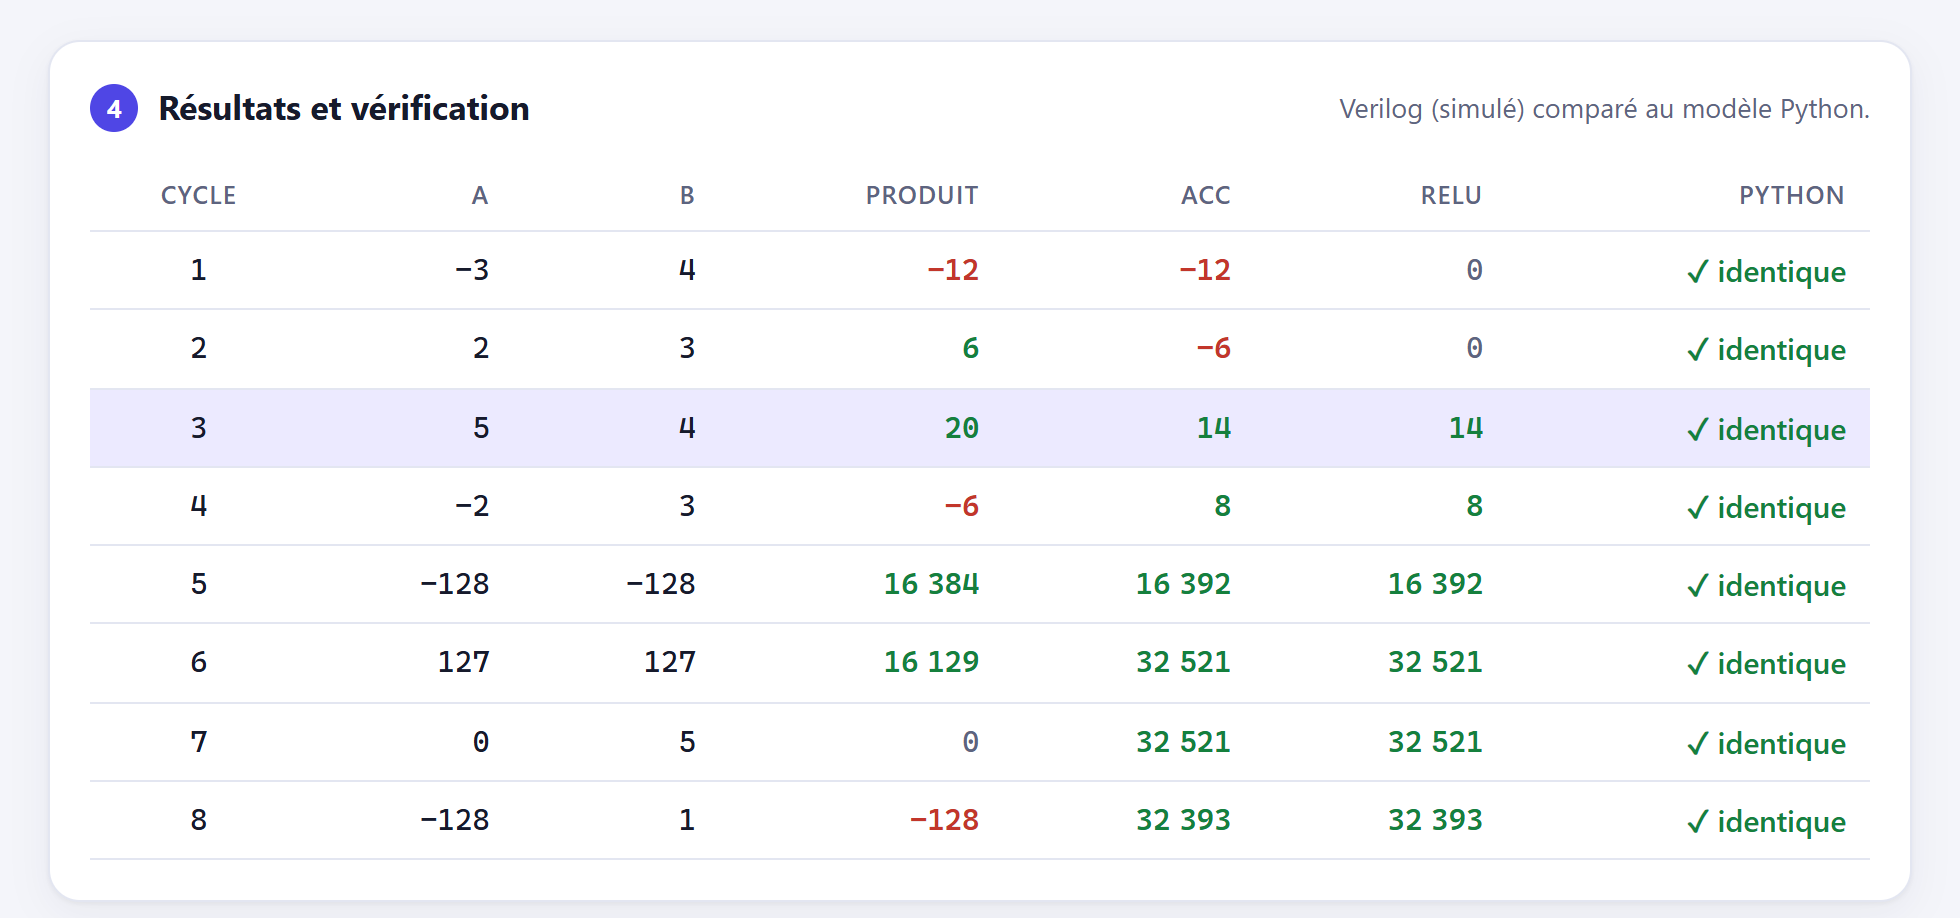 4 Résultats et vérification Verilog (simulé) comparé au modèle Python.
CYCLE A B PRODUIT ACC RELU PYTHON
1 −3 4 −12 −12 0 ✓ identique
2 2 3 6 −6 0 ✓ identique
3 5 4 20 14 14 ✓ identique
4 −2 3 −6 8 8 ✓ identique
5 −128 −128 16 384 16 392 16 392 ✓ identique
6 127 127 16 129 32 521 32 521 ✓ identique
7 0 5 0 32 521 32 521 ✓ identique
8 −128 1 −128 32 393 32 393 ✓ identique